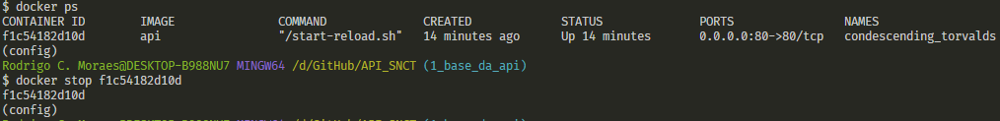 $ docker ps
CONTAINER ID        IMAGE               COMMAND             CREATED             STATUS              PORTS                NAMES
f1c54182d10d        api                 "/start-reload.sh"  14 minutes ago      Up 14 minutes       0.0.0.0:80->80/tcp   condescending_torvalds
(config)
Rodrigo C. Moraes@DESKTOP-B988NU7 MINGW64 /d/GitHub/API_SNCT (1_base_da_api)
$ docker stop f1c54182d10d
f1c54182d10d
(config)